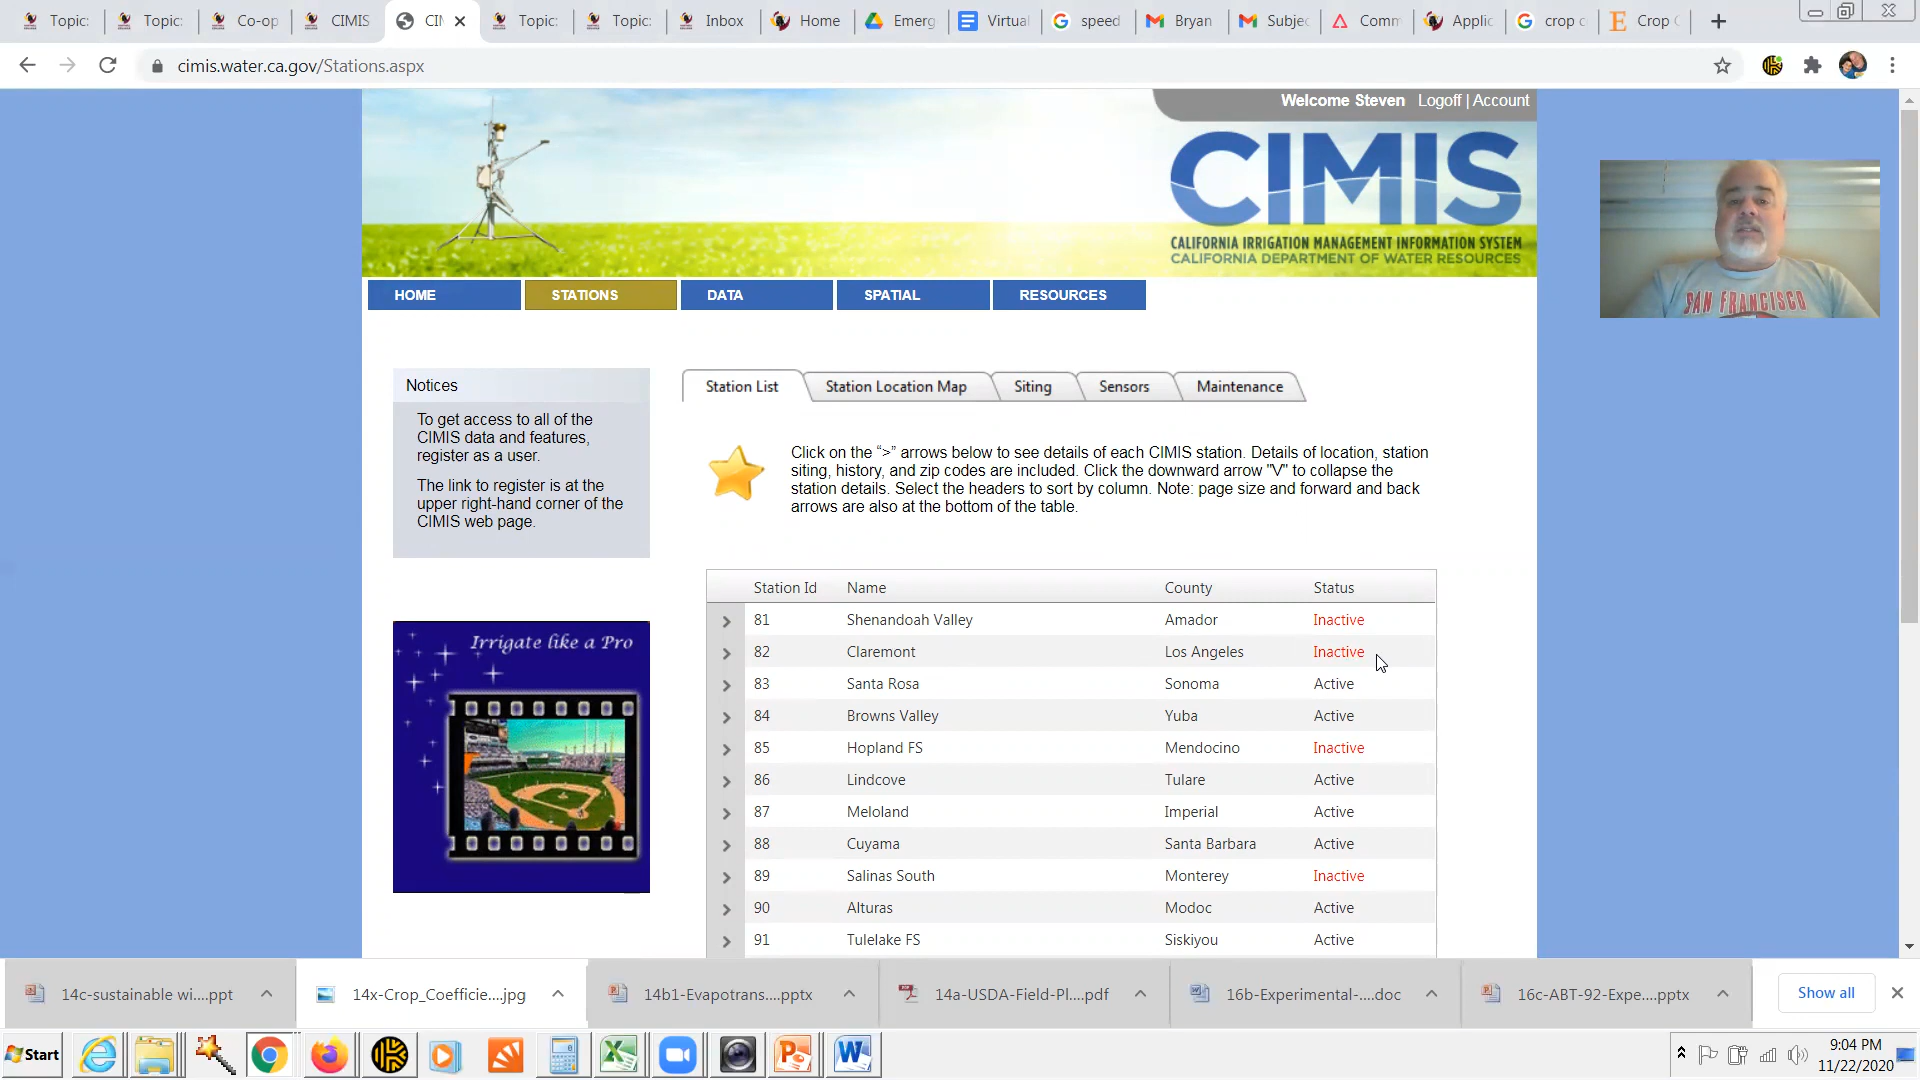 Topic:
Topic:
Co-op
CIMIS
CIM
Topic:
Topic:
Inbox
Home
Emerg
Virtual
speed
Bryan
Subjec
Comm
Applic
crop c
Crop C
cimis.water.ca.gov/Stations.aspx
Welcome Steven Logoff | Account
CIMIS
CALIFORNIA IRRIGATION MANAGEMENT INFORMATION SYSTEM
CALIFORNIA DEPARTMENT OF WATER RESOURCES
SAN FRANCISCO
HOME STATIONS DATA SPATIAL RESOURCES
Notices
To get access to all of the
CIMIS data and features,
register as a user.
The link to register is at the
upper right-hand corner of the
CIMIS web page.
Irrigate like a Pro
Station List Station Location Map Siting Sensors Maintenance
Click on the “>” arrows below to see details of each CIMIS station. Details of location, station
siting, history, and zip codes are included. Click the downward arrow "V" to collapse the
station details. Select the headers to sort by column. Note: page size and forward and back
arrows are also at the bottom of the table.
Station Id Name County Status
81 Shenandoah Valley Amador Inactive
82 Claremont Los Angeles Inactive
83 Santa Rosa Sonoma Active
84 Browns Valley Yuba Active
85 Hopland FS Mendocino Inactive
86 Lindcove Tulare Active
87 Meloland Imperial Active
88 Cuyama Santa Barbara Active
89 Salinas South Monterey Inactive
90 Alturas Modoc Active
91 Tulelake FS Siskiyou Active
14c-sustainable wi....ppt
14x-Crop_Coefficie....jpg
14b1-Evapotrans....pptx
14a-USDA-Field-Pl....pdf
16b-Experimental-....doc
16c-ABT-92-Expe....pptx
Show all
Start
9:04 PM
11/22/2020